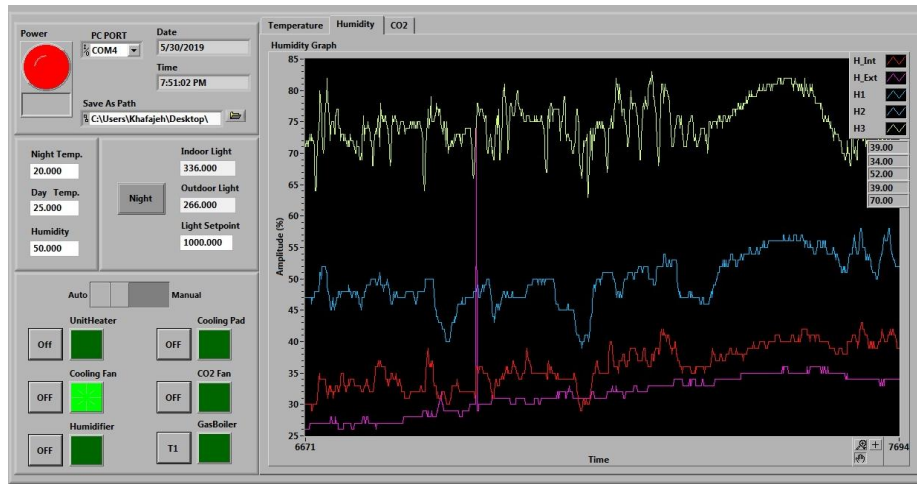 Power
PC PORT
COM4
Date
5/30/2019
Time
7:51:02 PM
Save As Path
C:\Users\Khafajeh\Desktop\
Night Temp.
20.000
Day Temp.
25.000
Humidity
50.000
Night
Indoor Light
336.000
Outdoor Light
266.000
Light Setpoint
1000.000
Auto
Manual
UnitHeater
Off
Cooling Pad
OFF
Cooling Fan
OFF
CO2 Fan
OFF
Humidifier
OFF
GasBoiler
T1
Temperature Humidity CO2
Humidity Graph
H_Int
H_Ext
H1
H2
H3
39.00
34.00
52.00
39.00
70.00
Amplitude (%)
85
80
75
70
65
60
55
50
45
40
35
30
25
6671
7694
Time